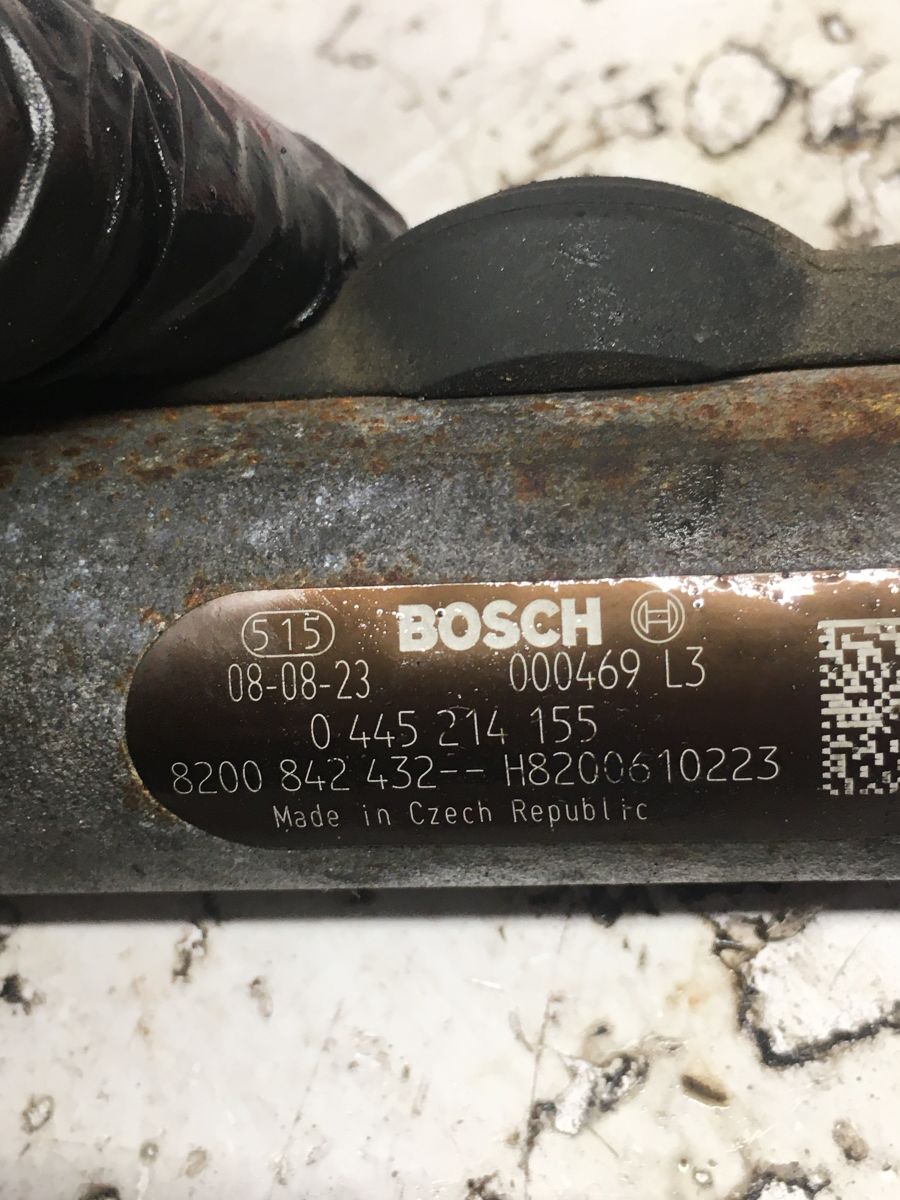 515 BOSCH
08-08-23 000469 L3
0 445 214 155
8200 842 432-- H8200610223
Made in Czech Republic